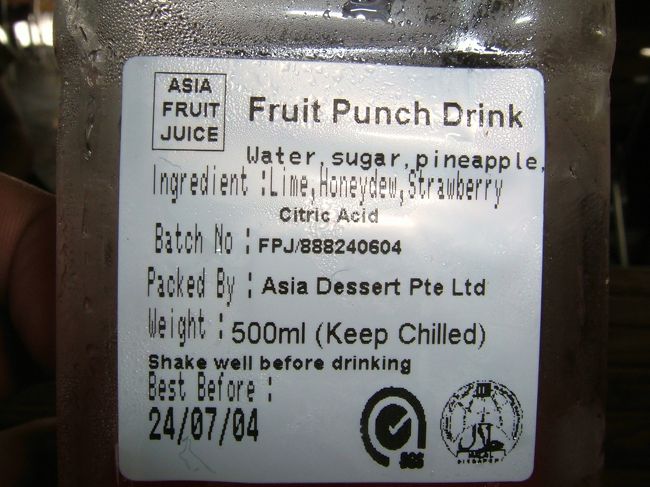 ASIA
FRUIT
JUICE
Fruit Punch Drink
Water, sugar, pineapple,
Ingredient : Lime, Honeydew, Strawberry
Citric Acid
Batch No : FPJ/888240604
Packed By : Asia Dessert Pte Ltd
Weight : 500ml (Keep Chilled)
Shake well before drinking
Best Before :
24/07/04
SGS